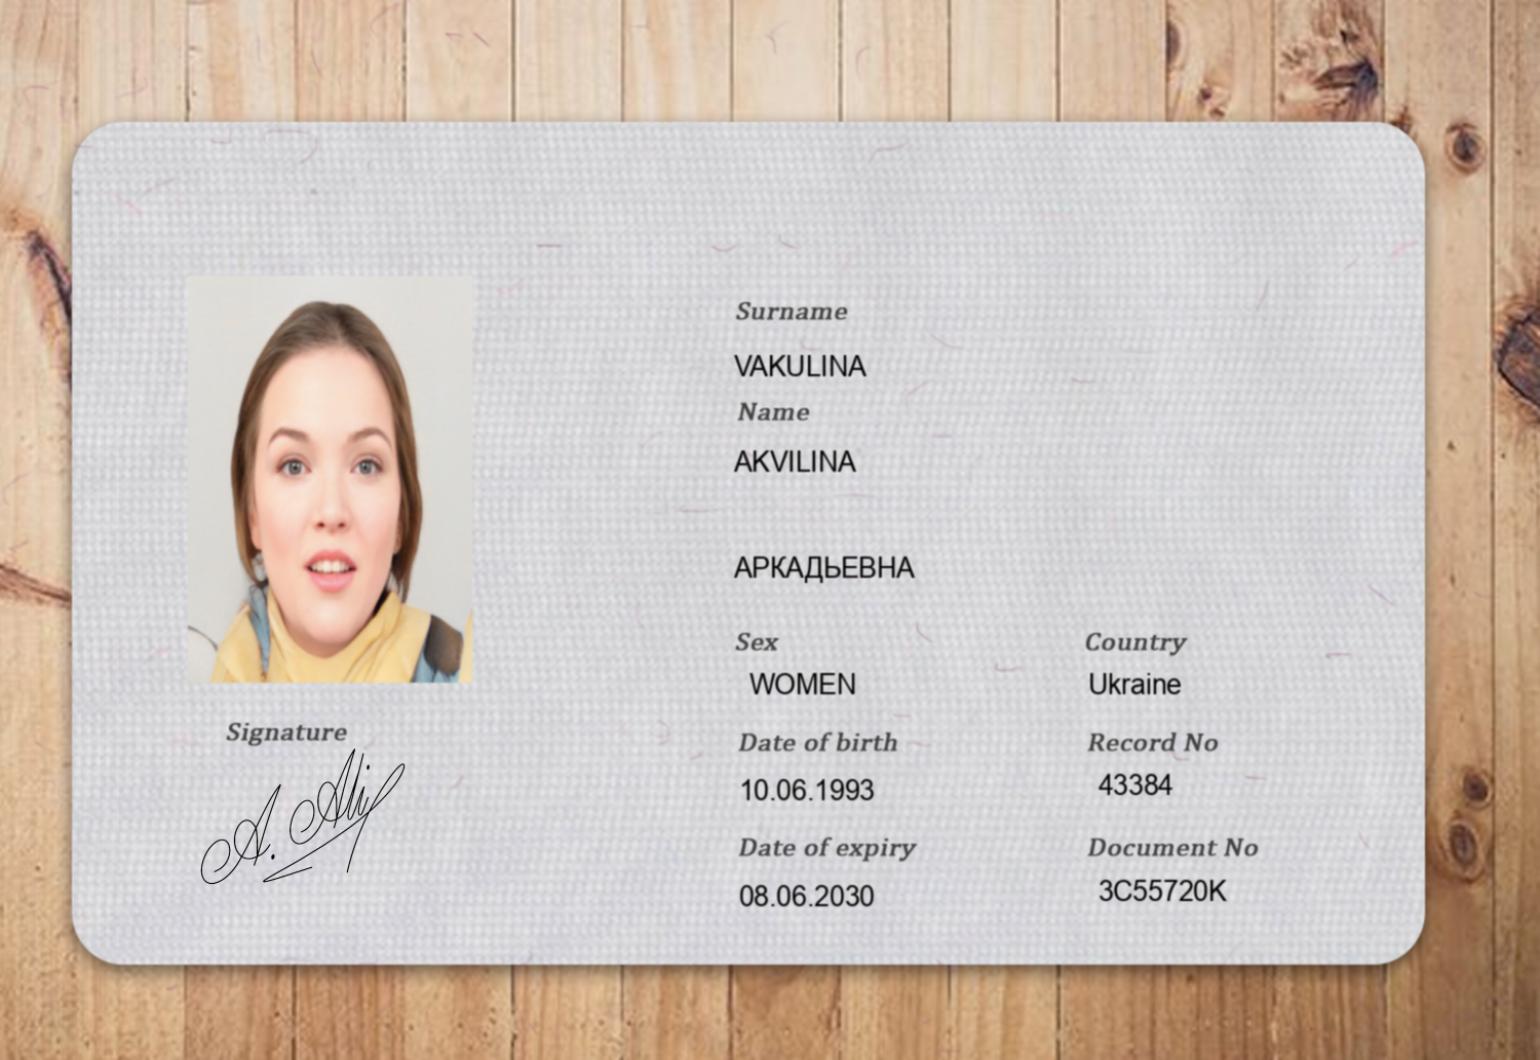 Surname
VAKULINA
Name
AKVILINA
АРКАДЬЕВНА
Sex
Country
WOMEN
Ukraine
Date of birth
Record No
10.06.1993
43384
Date of expiry
Document No
08.06.2030
3C55720K
Signature
A. Ali